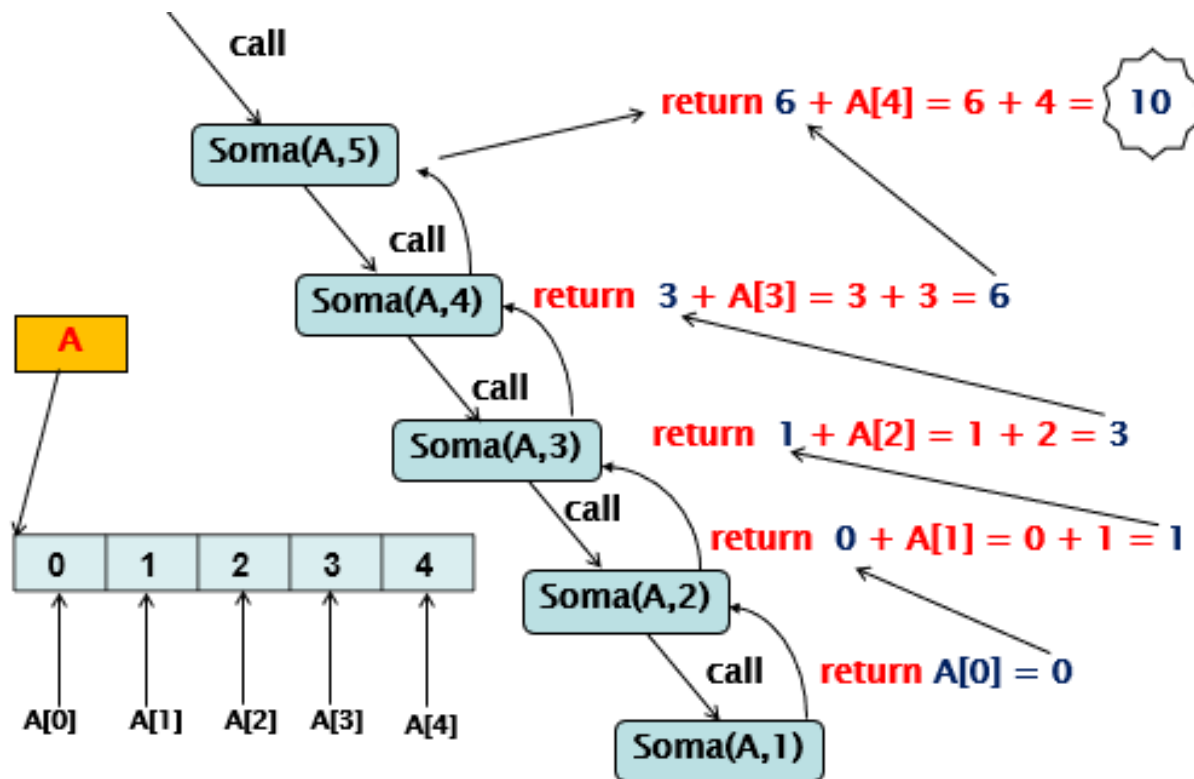 call
return 6 + A[4] = 6 + 4 = 10
Soma(A,5)
call
Soma(A,4)
return 3 + A[3] = 3 + 3 = 6
A
call
Soma(A,3)
return 1 + A[2] = 1 + 2 = 3
call
return 0 + A[1] = 0 + 1 = 1
0 1 2 3 4
Soma(A,2)
call
return A[0] = 0
A[0] A[1] A[2] A[3] A[4]
Soma(A,1)